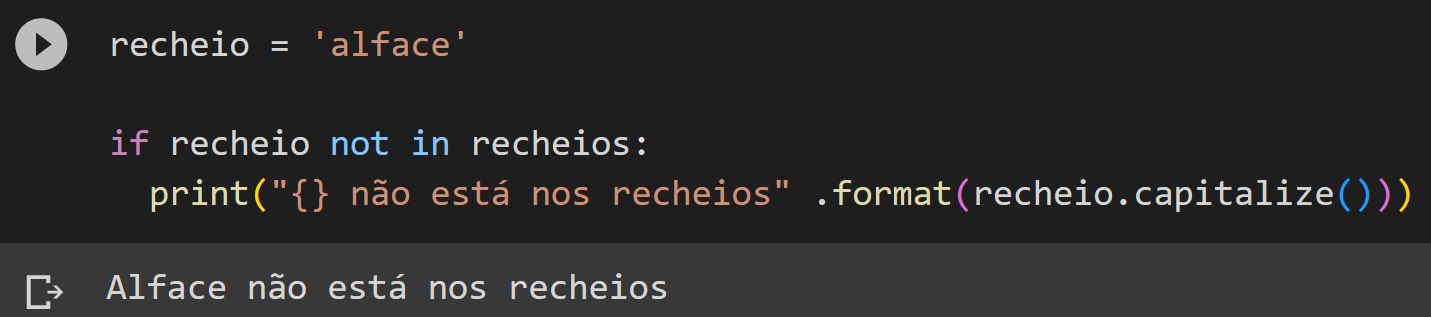 recheio = 'alface'
if recheio not in recheios:
print("{} não está nos recheios" .format(recheio.capitalize()))
Alface não está nos recheios